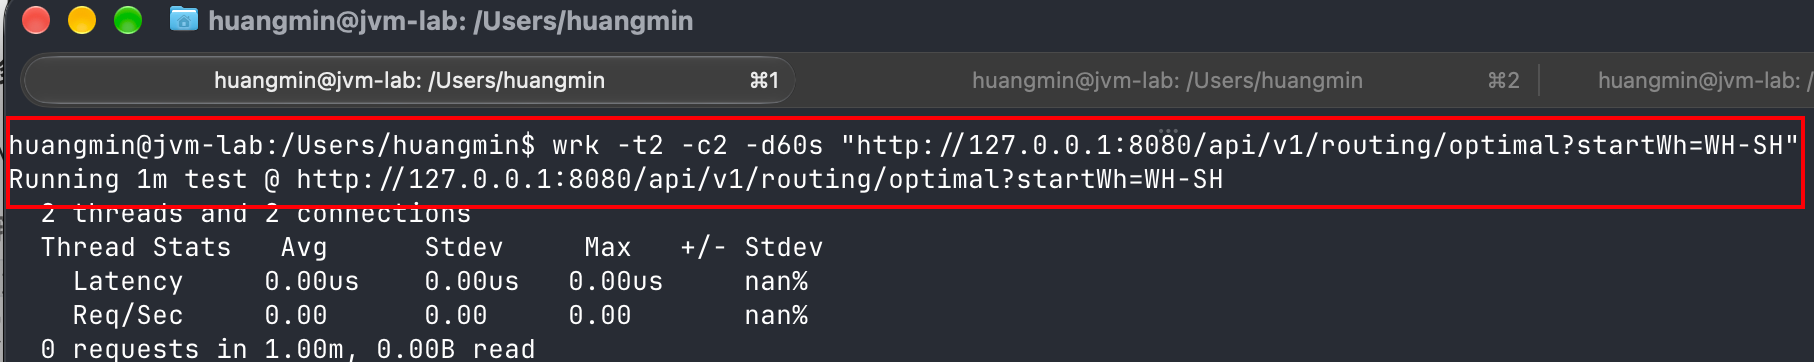 huangmin@jvm-lab: /Users/huangmin
huangmin@jvm-lab: /Users/huangmin ⌘1 huangmin@jvm-lab: /Users/huangmin ⌘2 huangmin@jvm-lab: /
huangmin@jvm-lab:/Users/huangmin$ wrk -t2 -c2 -d60s "http://127.0.0.1:8080/api/v1/routing/optimal?startWh=WH-SH"
Running 1m test @ http://127.0.0.1:8080/api/v1/routing/optimal?startWh=WH-SH
2 threads and 2 connections
Thread Stats Avg Stdev Max +/- Stdev
Latency 0.00us 0.00us 0.00us nan%
Req/Sec 0.00 0.00 0.00 nan%
0 requests in 1.00m, 0.00B read